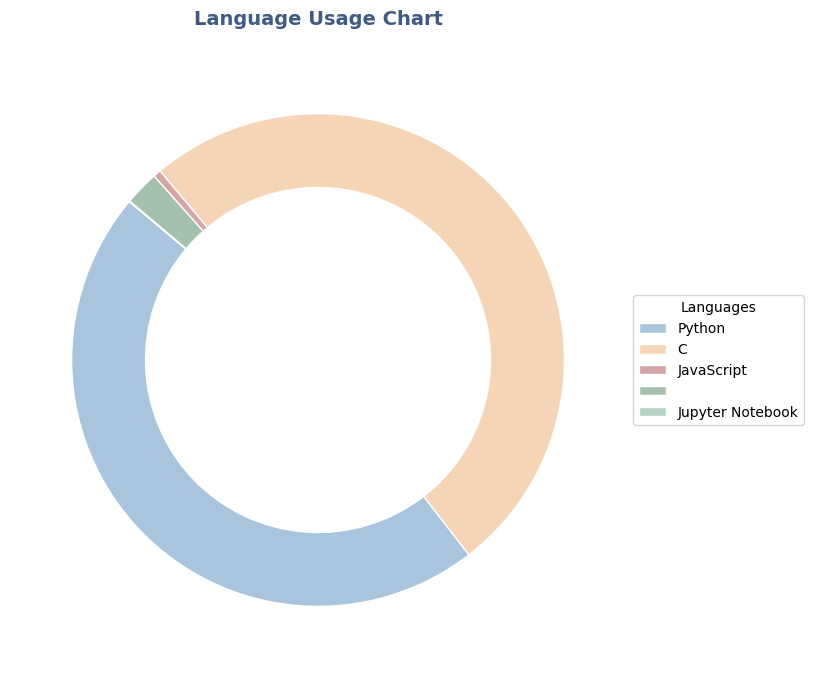 Language Usage Chart
Languages
Python
C
JavaScript
Jupyter Notebook